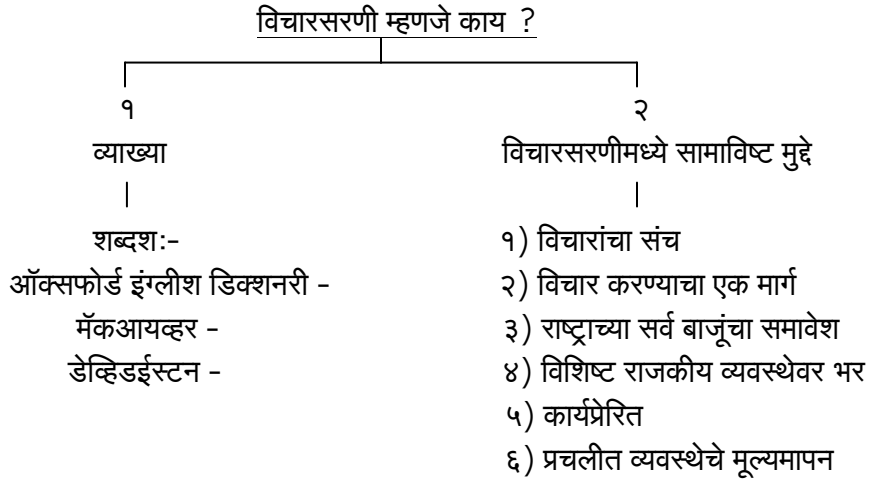 विचारसरणी म्हणजे काय ?
१
व्याख्या
शब्दशः-
ऑक्सफोर्ड इंग्लीश डिक्शनरी -
मॅकआयव्हर -
डेव्हिडईस्टन -
२
विचारसरणीमध्ये सामाविष्ट मुद्दे
१) विचारांचा संच
२) विचार करण्याचा एक मार्ग
३) राष्ट्राच्या सर्व बाजूंचा समावेश
४) विशिष्ट राजकीय व्यवस्थेवर भर
५) कार्यप्रेरित
६) प्रचलीत व्यवस्थेचे मूल्यमापन